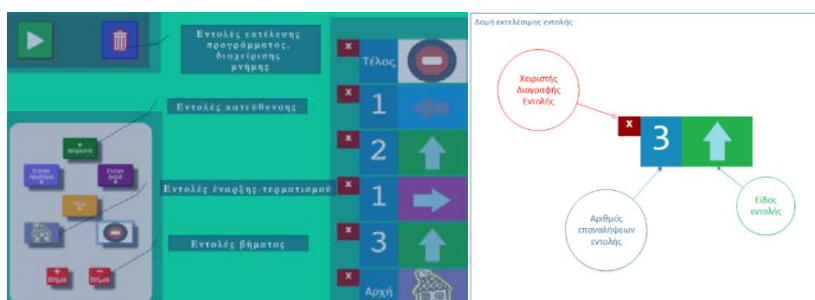 Εντολές εκτέλεσης
προγράμματος,
διαχείρισης
μνήμης
Εντολές κατεύθυνσης
Εντολές έναρξης-τερματισμού
Εντολές βήματος
+
Βήμα
-
Βήμα
x
Τέλος
x
1
x
2
x
1
x
3
x
Αρχή
Δομή εκτελέσιμης εντολής
Χειριστής
Διαγραφής
Εντολής
x
3
Αριθμός
επαναλήψεων
εντολής
Είδος
εντολής